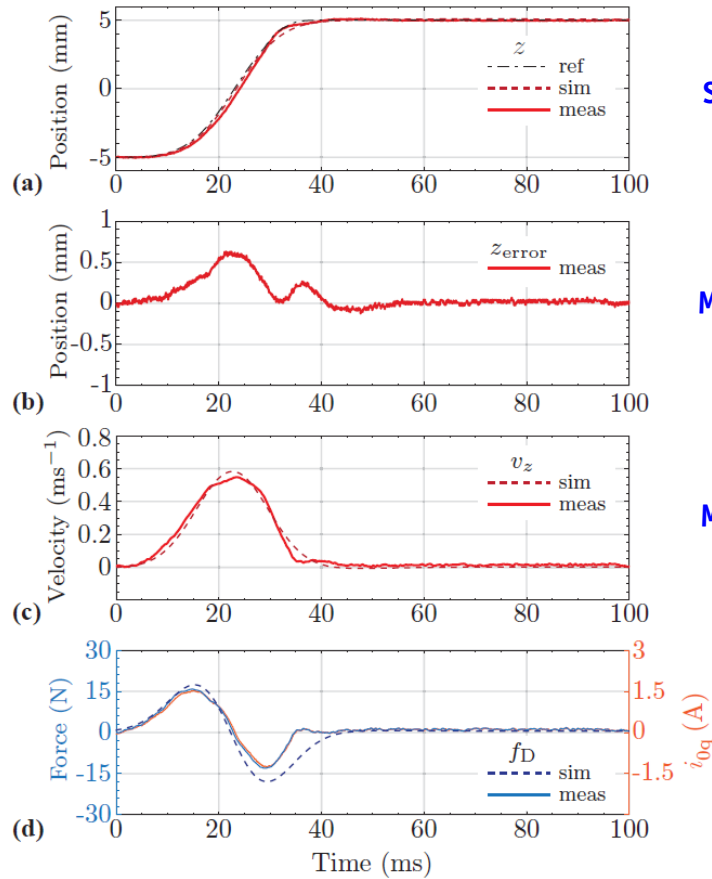 Position (mm)
5
0
-5
z
ref
sim
meas
0
20
40
60
80
100
(a)
S
Position (mm)
1
0.5
0
-0.5
-1
z_error
meas
0
20
40
60
80
100
(b)
M
Velocity (ms⁻¹)
0.8
0.6
0.4
0.2
0
v_z
sim
meas
0
20
40
60
80
100
(c)
M
Force (N)
30
15
0
-15
-30
f_D
sim
meas
3
1.5
0
-1.5
i_0q (A)
0
20
40
60
80
100
(d)
Time (ms)